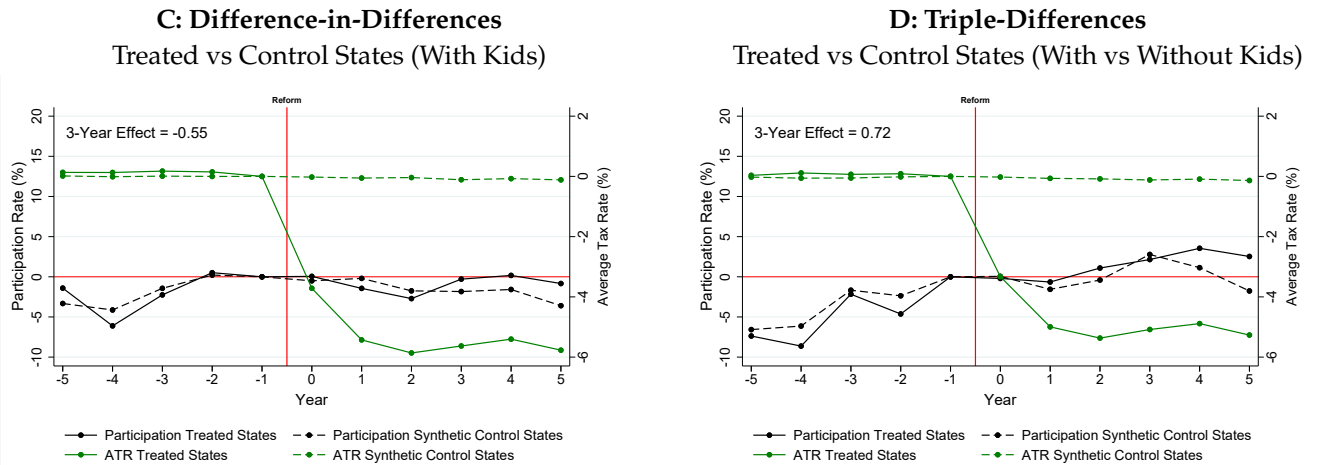 C: Difference-in-Differences
Treated vs Control States (With Kids)
Reform
3-Year Effect = -0.55
Participation Rate (%)
20
15
10
5
0
-5
-10
Average Tax Rate (%)
2
0
-2
-4
-6
-5 -4 -3 -2 -1 0 1 2 3 4 5
Year
Participation Treated States
Participation Synthetic Control States
ATR Treated States
ATR Synthetic Control States
D: Triple-Differences
Treated vs Control States (With vs Without Kids)
Reform
3-Year Effect = 0.72
Participation Rate (%)
20
15
10
5
0
-5
-10
Average Tax Rate (%)
2
0
-2
-4
-6
-5 -4 -3 -2 -1 0 1 2 3 4 5
Year
Participation Treated States
Participation Synthetic Control States
ATR Treated States
ATR Synthetic Control States